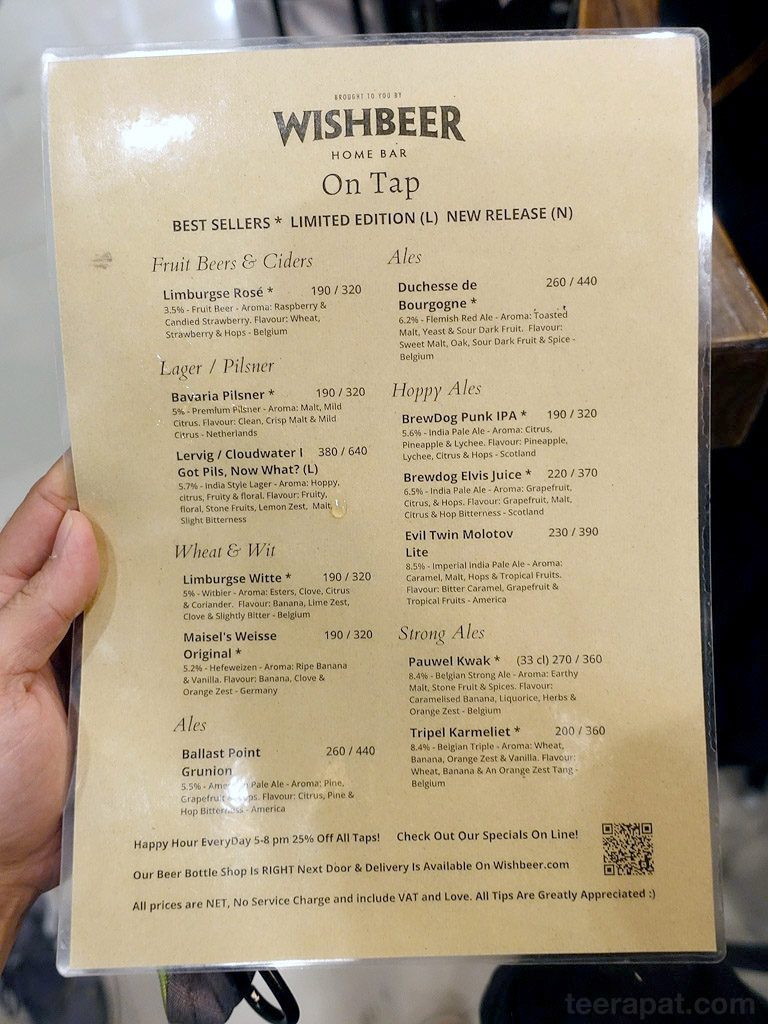 BROUGHT TO YOU BY
WISHBEER
HOME BAR
On Tap
BEST SELLERS * LIMITED EDITION (L) NEW RELEASE (N)
Fruit Beers & Ciders
Limburgse Rosé * 190 / 320
3.5% - Fruit Beer - Aroma: Raspberry &
Candied Strawberry. Flavour: Wheat,
Strawberry & Hops - Belgium
Lager / Pilsner
Bavaria Pilsner * 190 / 320
5% - Premium Pilsner - Aroma: Malt, Mild
Citrus. Flavour: Clean, Crisp Malt & Mild
Citrus - Netherlands
Lervig / Cloudwater I 380 / 640
Got Pils, Now What? (L)
5.7% - India Style Lager - Aroma: Hoppy,
citrus, Fruity & floral. Flavour: Fruity,
floral, Stone Fruits, Lemon Zest, Malt,
Slight Bitterness
Wheat & Wit
Limburgse Witte * 190 / 320
5% - Witbier - Aroma: Esters, Clove, Citrus
& Coriander. Flavour: Banana, Lime Zest,
Clove & Slightly Bitter - Belgium
Maisel's Weisse 190 / 320
Original *
5.2% - Hefeweizen - Aroma: Ripe Banana
& Vanilla. Flavour: Banana, Clove &
Orange Zest - Germany
Ales
Ballast Point 260 / 440
Grunion
5.5% - American Pale Ale - Aroma: Pine,
Grapefruit & Hops. Flavour: Citrus, Pine &
Hop Bitterness - America
Ales
Duchesse de 260 / 440
Bourgogne *
6.2% - Flemish Red Ale - Aroma: Toasted
Malt, Yeast & Sour Dark Fruit. Flavour:
Sweet Malt, Oak, Sour Dark Fruit & Spice -
Belgium
Hoppy Ales
BrewDog Punk IPA * 190 / 320
5.6% - India Pale Ale - Aroma: Citrus,
Pineapple & Lychee. Flavour: Pineapple,
Lychee, Citrus & Hops - Scotland
Brewdog Elvis Juice * 220 / 370
6.5% - India Pale Ale - Aroma: Grapefruit,
Citrus, & Hops. Flavour: Grapefruit, Malt,
Citrus & Hop Bitterness - Scotland
Evil Twin Molotov 230 / 390
Lite
8.5% - Imperial India Pale Ale - Aroma:
Caramel, Malt, Hops & Tropical Fruits.
Flavour: Bitter Caramel, Grapefruit &
Tropical Fruits - America
Strong Ales
Pauwel Kwak * (33 cl) 270 / 360
8.4% - Belgian Strong Ale - Aroma: Earthy
Malt, Stone Fruit & Spices. Flavour:
Caramelised Banana, Liquorice, Herbs &
Orange Zest - Belgium
Tripel Karmeliet * 200 / 360
8.4% - Belgian Triple - Aroma: Wheat,
Banana, Orange Zest & Vanilla. Flavour:
Wheat, Banana & An Orange Zest Tang -
Belgium
Happy Hour EveryDay 5-8 pm 25% Off All Taps! Check Out Our Specials On Line!
Our Beer Bottle Shop Is RIGHT Next Door & Delivery Is Available On Wishbeer.com
All prices are NET, No Service Charge and include VAT and Love. All Tips Are Greatly Appreciated :)
teerapat.com